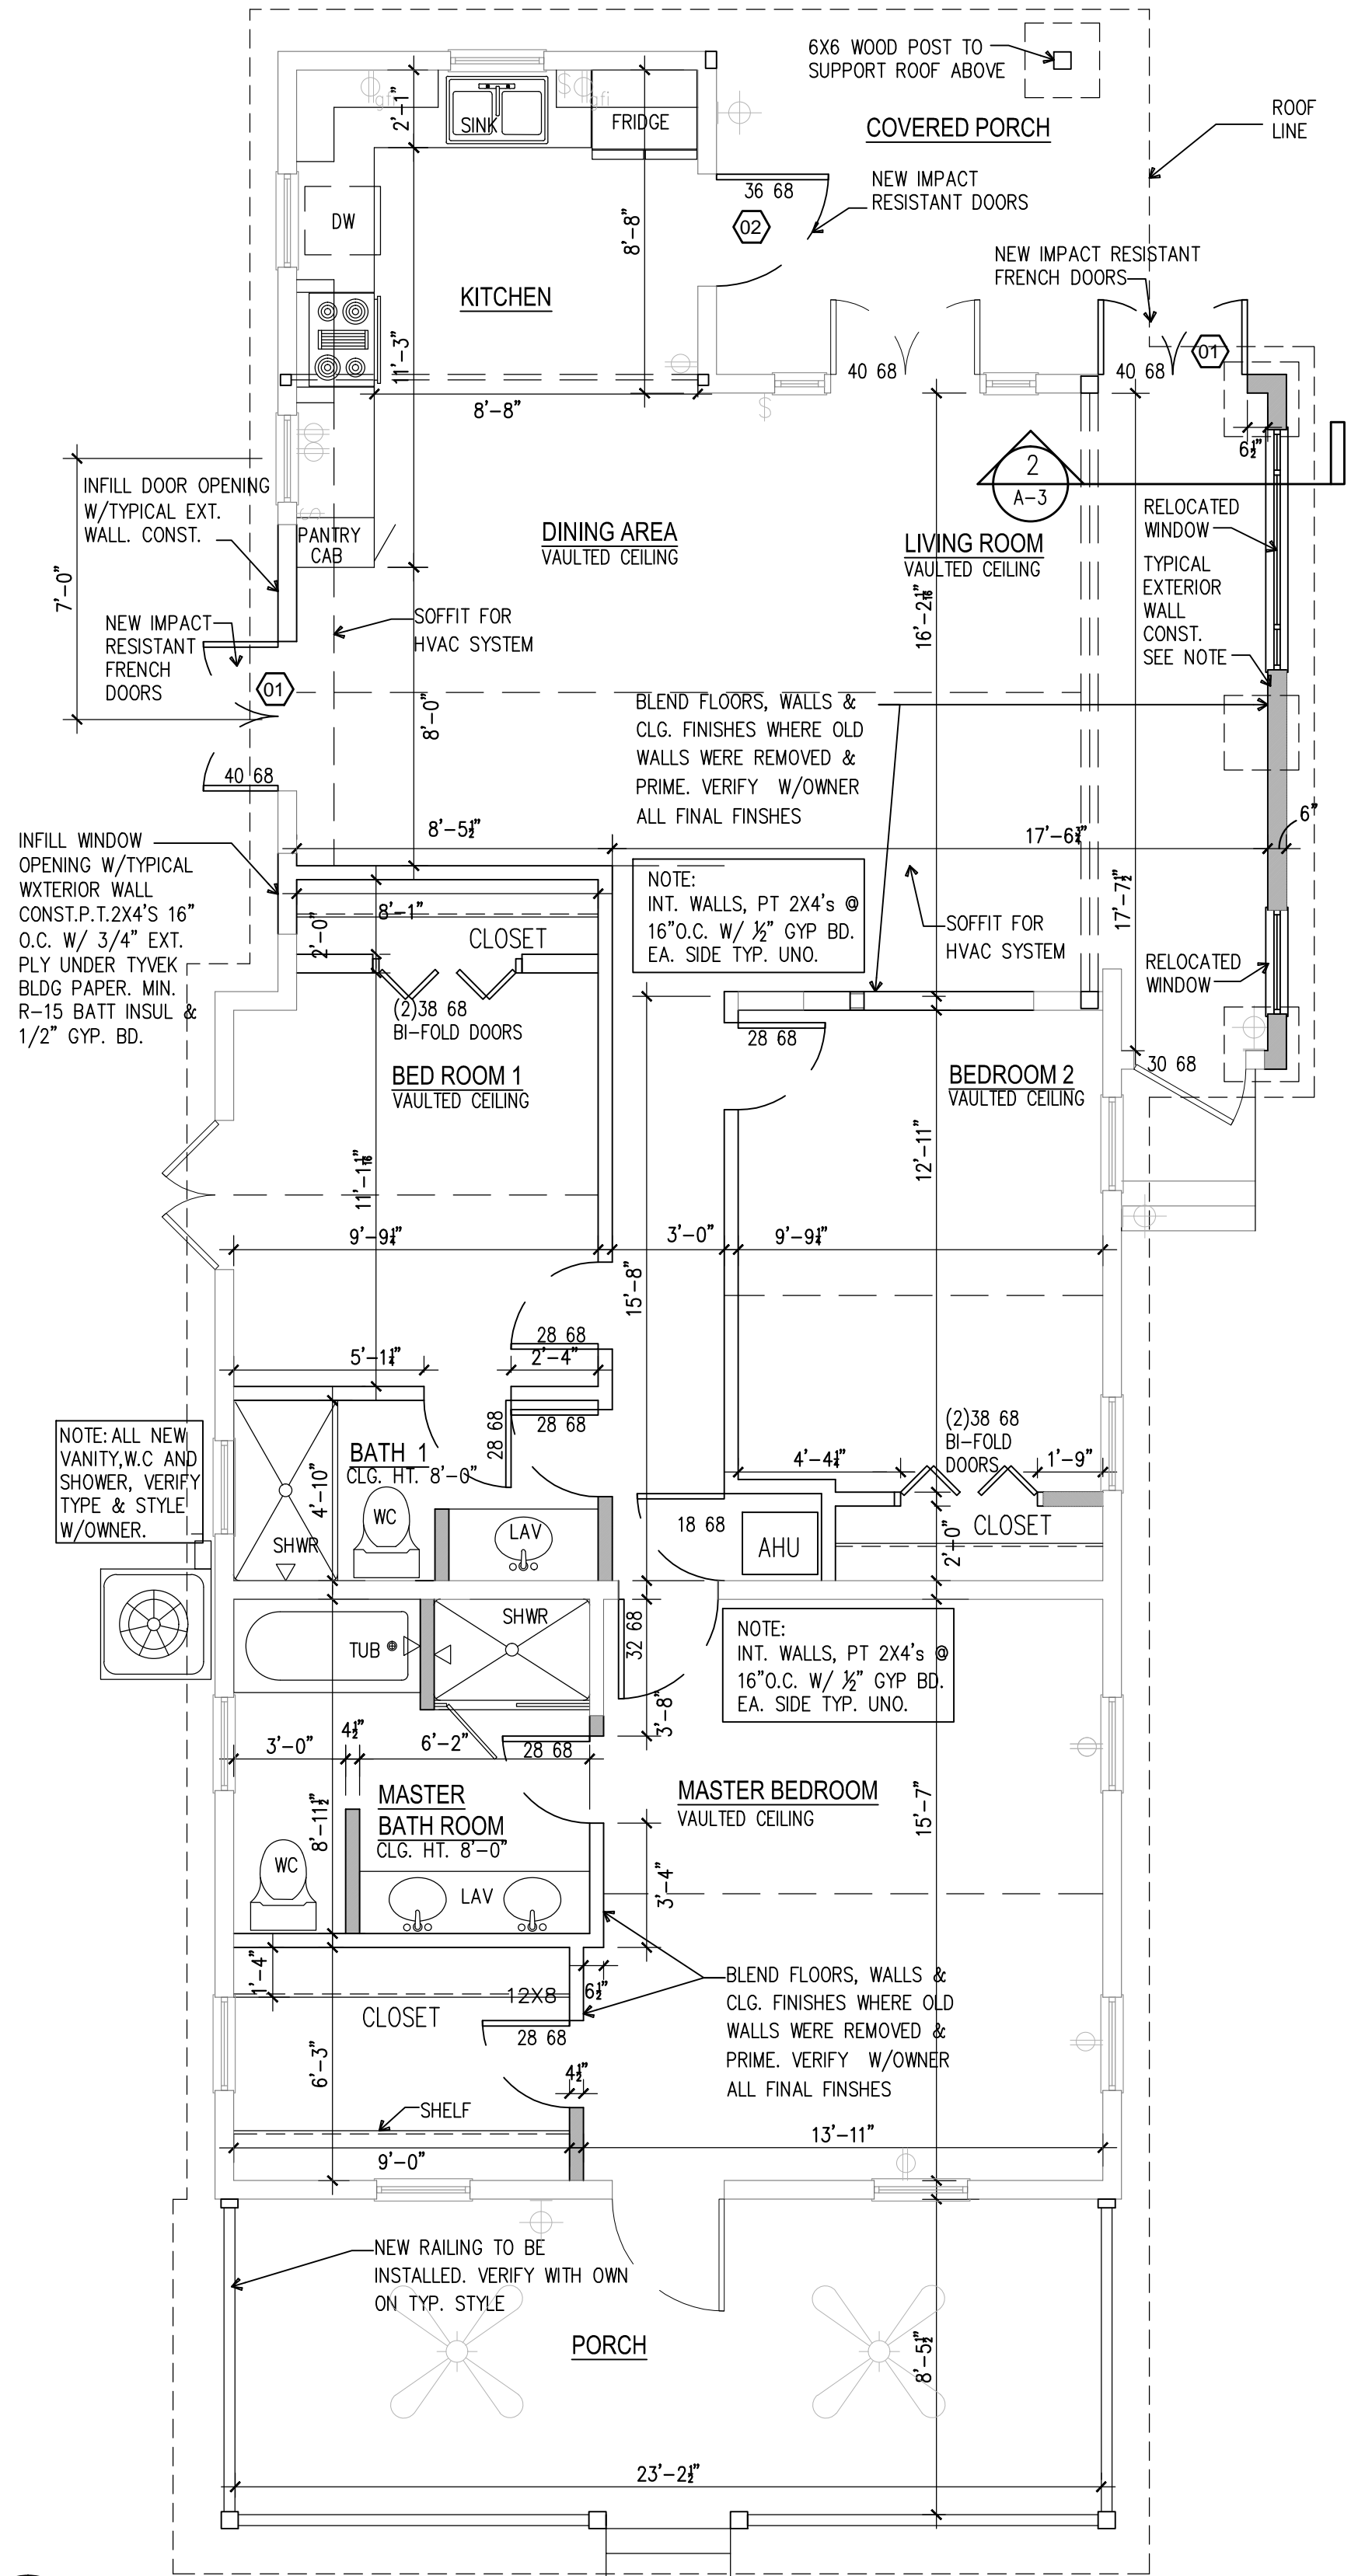 6X6 WOOD POST TO
SUPPORT ROOF ABOVE
ROOF
LINE
COVERED PORCH
2'-1"
SINK
gfi
gfi
FRIDGE
36 68
02
NEW IMPACT
RESISTANT DOORS
DW
8'-8"
KITCHEN
NEW IMPACT RESISTANT
FRENCH DOORS
01
11'-3"
40 68
40 68
8'-8"
6½"
2
A-3
INFILL DOOR OPENING
W/TYPICAL EXT.
WALL. CONST.
7'-0"
PANTRY
CAB
DINING AREA
VAULTED CEILING
LIVING ROOM
VAULTED CEILING
RELOCATED
WINDOW
TYPICAL
EXTERIOR
WALL
CONST.
SEE NOTE
16'-2 1/16"
SOFFIT FOR
HVAC SYSTEM
NEW IMPACT
RESISTANT
FRENCH
DOORS
01
8'-0"
BLEND FLOORS, WALLS &
CLG. FINISHES WHERE OLD
WALLS WERE REMOVED &
PRIME. VERIFY W/OWNER
ALL FINAL FINSHES
40 68
8'-5½"
17'-6¾"
6"
INFILL WINDOW
OPENING W/TYPICAL
WXTERIOR WALL
CONST.P.T.2X4'S 16"
O.C. W/ 3/4" EXT.
PLY UNDER TYVEK
BLDG PAPER. MIN.
R-15 BATT INSUL &
1/2" GYP. BD.
NOTE:
INT. WALLS, PT 2X4's @
16"O.C. W/ ½" GYP BD.
EA. SIDE TYP. UNO.
17'-7½"
8'-1"
2'-0"
CLOSET
SOFFIT FOR
HVAC SYSTEM
RELOCATED
WINDOW
(2)38 68
BI-FOLD DOORS
28 68
30 68
BED ROOM 1
VAULTED CEILING
BEDROOM 2
VAULTED CEILING
11'-1 1/16"
12'-11"
9'-9¼"
3'-0"
9'-9¼"
15'-8"
28 68
5'-1¼"
2'-4"
28 68
28 68
NOTE: ALL NEW
VANITY,W.C AND
SHOWER, VERIFY
TYPE & STYLE
W/OWNER.
BATH 1
CLG. HT. 8'-0"
4'-10"
WC
SHWR
LAV
(2)38 68
BI-FOLD
DOORS
4'-4¼"
1'-9"
18 68
AHU
CLOSET
2'-0"
TUB
SHWR
32 68
NOTE:
INT. WALLS, PT 2X4's @
16"O.C. W/ ½" GYP BD.
EA. SIDE TYP. UNO.
3'-8"
3'-0"
4½"
6'-2"
28 68
MASTER
BATH ROOM
CLG. HT. 8'-0"
MASTER BEDROOM
VAULTED CEILING
8'-11½"
15'-7"
WC
LAV
3'-4"
1'-4"
12X8
6½"
CLOSET
28 68
BLEND FLOORS, WALLS &
CLG. FINISHES WHERE OLD
WALLS WERE REMOVED &
PRIME. VERIFY W/OWNER
ALL FINAL FINSHES
6'-3"
4½"
SHELF
9'-0"
13'-11"
NEW RAILING TO BE
INSTALLED. VERIFY WITH OWN
ON TYP. STYLE
PORCH
8'-5½"
23'-2½"